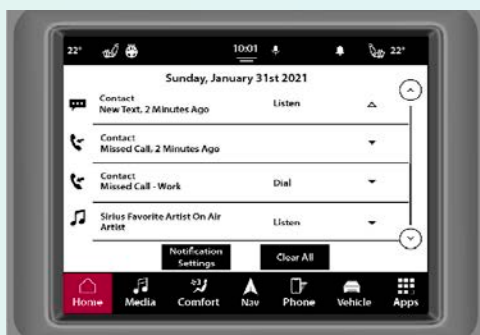 22° 10:01 22°
Sunday, January 31st 2021
Contact
New Text, 2 Minutes Ago Listen
Contact
Missed Call, 2 Minutes Ago
Contact
Missed Call - Work Dial
Sirius Favorite Artist On Air
Artist Listen
Notification
Settings Clear All
Home Media Comfort Nav Phone Vehicle Apps